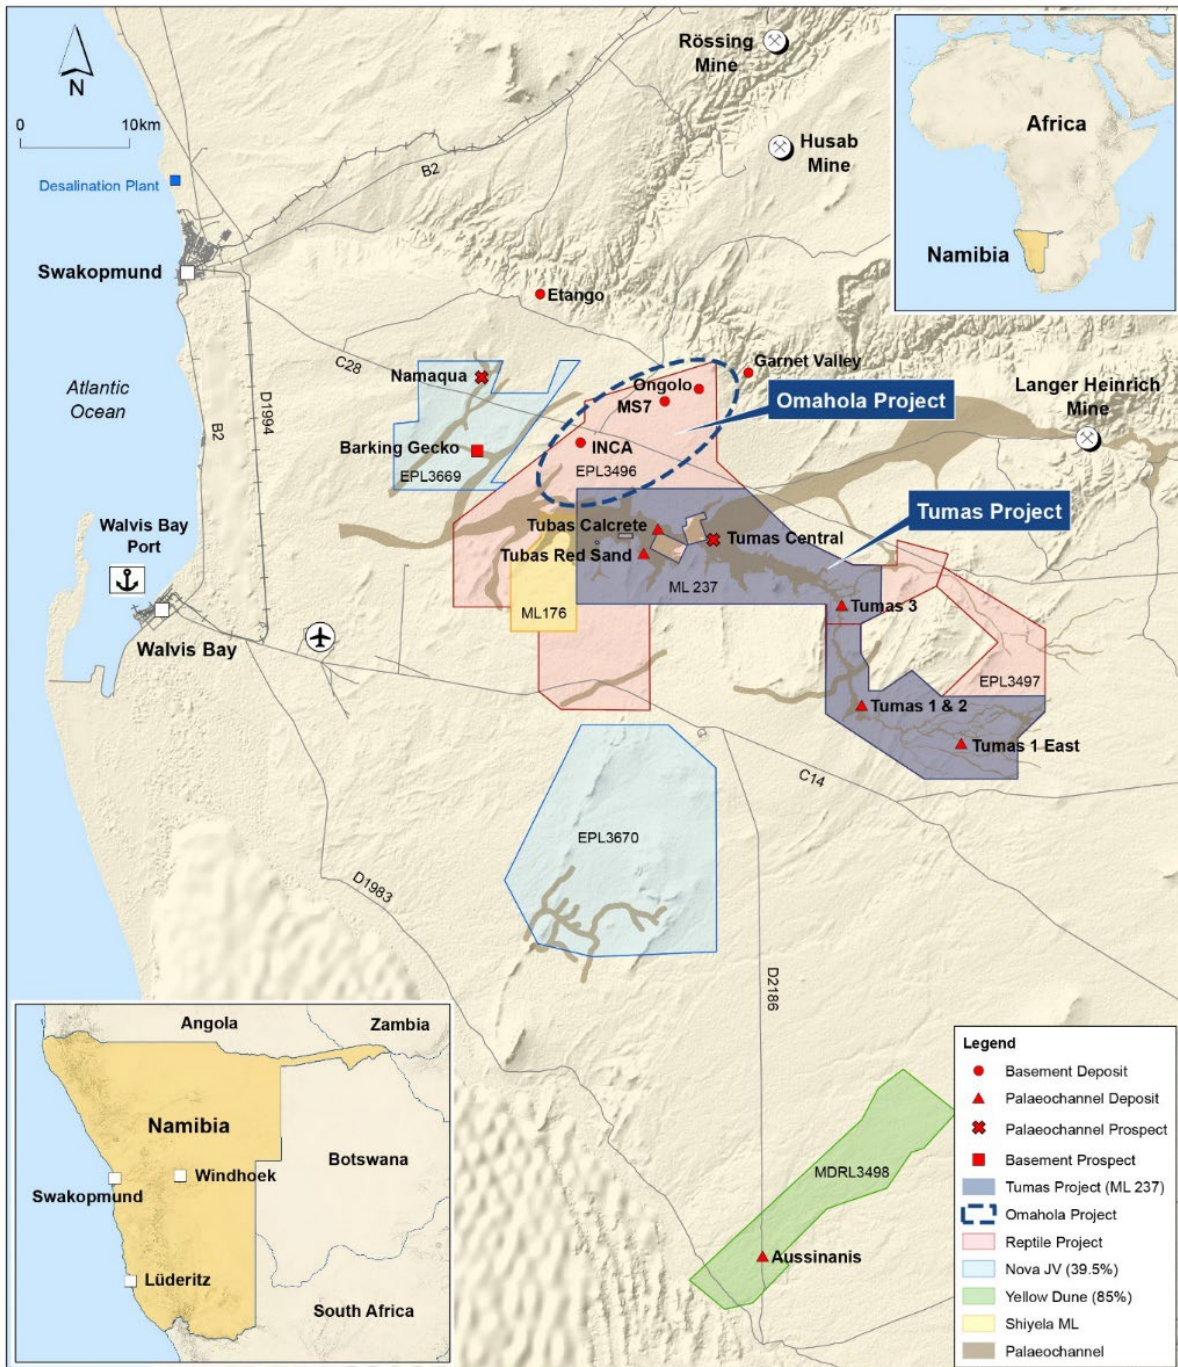 Rössing
Mine
N
0 10km
Africa
Husab
Mine
B2
Desalination Plant
Namibia
Swakopmund
Etango
C28
Garnet Valley
Namaqua
Ongolo
Langer Heinrich
Mine
Atlantic
Ocean
D1994
MS7
Omahola Project
B2
Barking Gecko
INCA
EPL3669
EPL3496
Tumas Project
Walvis Bay
Port
Tubas Calcrete
Tumas Central
Tubas Red Sand
ML 237
ML176
Tumas 3
Walvis Bay
EPL3497
Tumas 1 & 2
Tumas 1 East
C14
EPL3670
D1983
D2186
Angola
Zambia
Namibia
Botswana
Windhoek
Swakopmund
Lüderitz
South Africa
MDRL3498
Aussinanis
Legend
Basement Deposit
Palaeochannel Deposit
Palaeochannel Prospect
Basement Prospect
Tumas Project (ML 237)
Omahola Project
Reptile Project
Nova JV (39.5%)
Yellow Dune (85%)
Shiyela ML
Palaeochannel